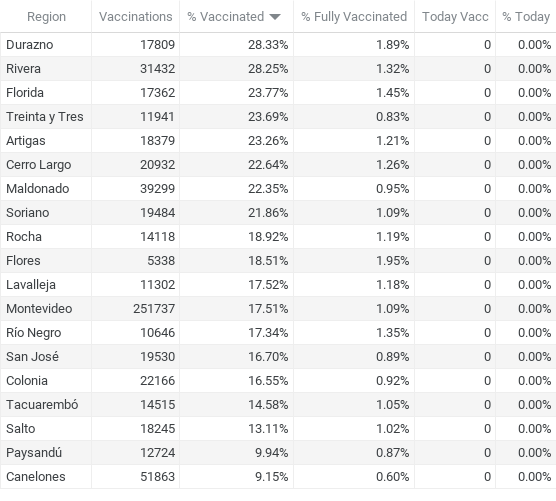 Region Vaccinations % Vaccinated % Fully Vaccinated Today Vacc % Today
Durazno 17809 28.33% 1.89% 0 0.00%
Rivera 31432 28.25% 1.32% 0 0.00%
Florida 17362 23.77% 1.45% 0 0.00%
Treinta y Tres 11941 23.69% 0.83% 0 0.00%
Artigas 18379 23.26% 1.21% 0 0.00%
Cerro Largo 20932 22.64% 1.26% 0 0.00%
Maldonado 39299 22.35% 0.95% 0 0.00%
Soriano 19484 21.86% 1.09% 0 0.00%
Rocha 14118 18.92% 1.19% 0 0.00%
Flores 5338 18.51% 1.95% 0 0.00%
Lavalleja 11302 17.52% 1.18% 0 0.00%
Montevideo 251737 17.51% 1.09% 0 0.00%
Río Negro 10646 17.34% 1.35% 0 0.00%
San José 19530 16.70% 0.89% 0 0.00%
Colonia 22166 16.55% 0.92% 0 0.00%
Tacuarembó 14515 14.58% 1.05% 0 0.00%
Salto 18245 13.11% 1.02% 0 0.00%
Paysandú 12724 9.94% 0.87% 0 0.00%
Canelones 51863 9.15% 0.60% 0 0.00%